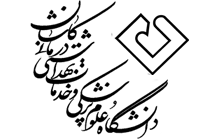 دانشگاه علوم پزشکی
و خدمات بهداشتی
درمانی کاشان